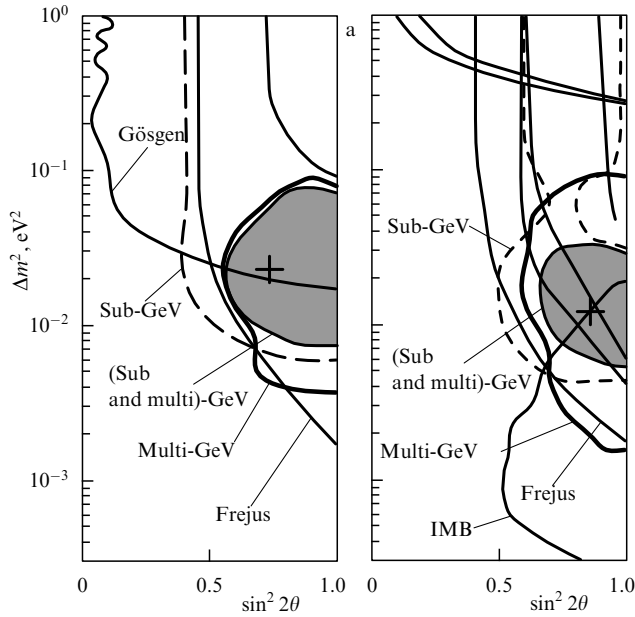 a
10⁰
10⁻¹
10⁻²
10⁻³
Δm², eV²
Gösgen
Sub-GeV
(Sub
and multi)-GeV
Multi-GeV
Frejus
0
0.5
1.0
sin² 2θ
Sub-GeV
(Sub
and multi)-GeV
Multi-GeV
Frejus
IMB
0
0.5
1.0
sin² 2θ